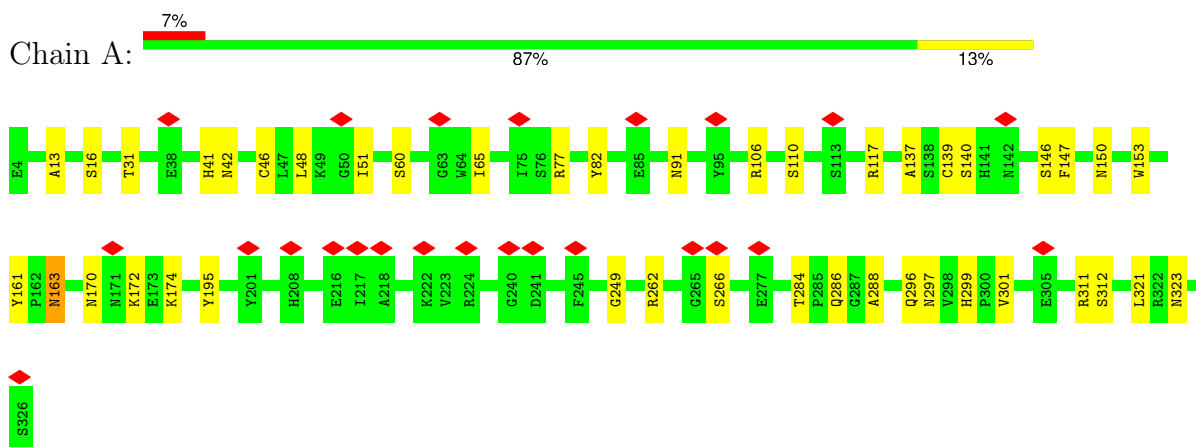 7%
Chain A:
87% 13%
E4 A13 S16 T31 E38 H41 N42 C46 L47 L48 K49 G50 I51 S60 G63 W64 I65 I75 S76 R77 Y82 E85 N91 Y95 R106 S110 S113 R117 A137 S138 C139 S140 H141 N142 S146 F147 N150 W153
Y161 P162 N163 N170 N171 K172 E173 K174 Y195 Y201 H208 E216 I217 A218 K222 V223 R224 G240 D241 F245 G249 R262 G265 S266 E277 T284 P285 Q286 G287 A288 Q296 N297 V298 H299 P300 V301 E305 R311 S312 L321 R322 N323
S326